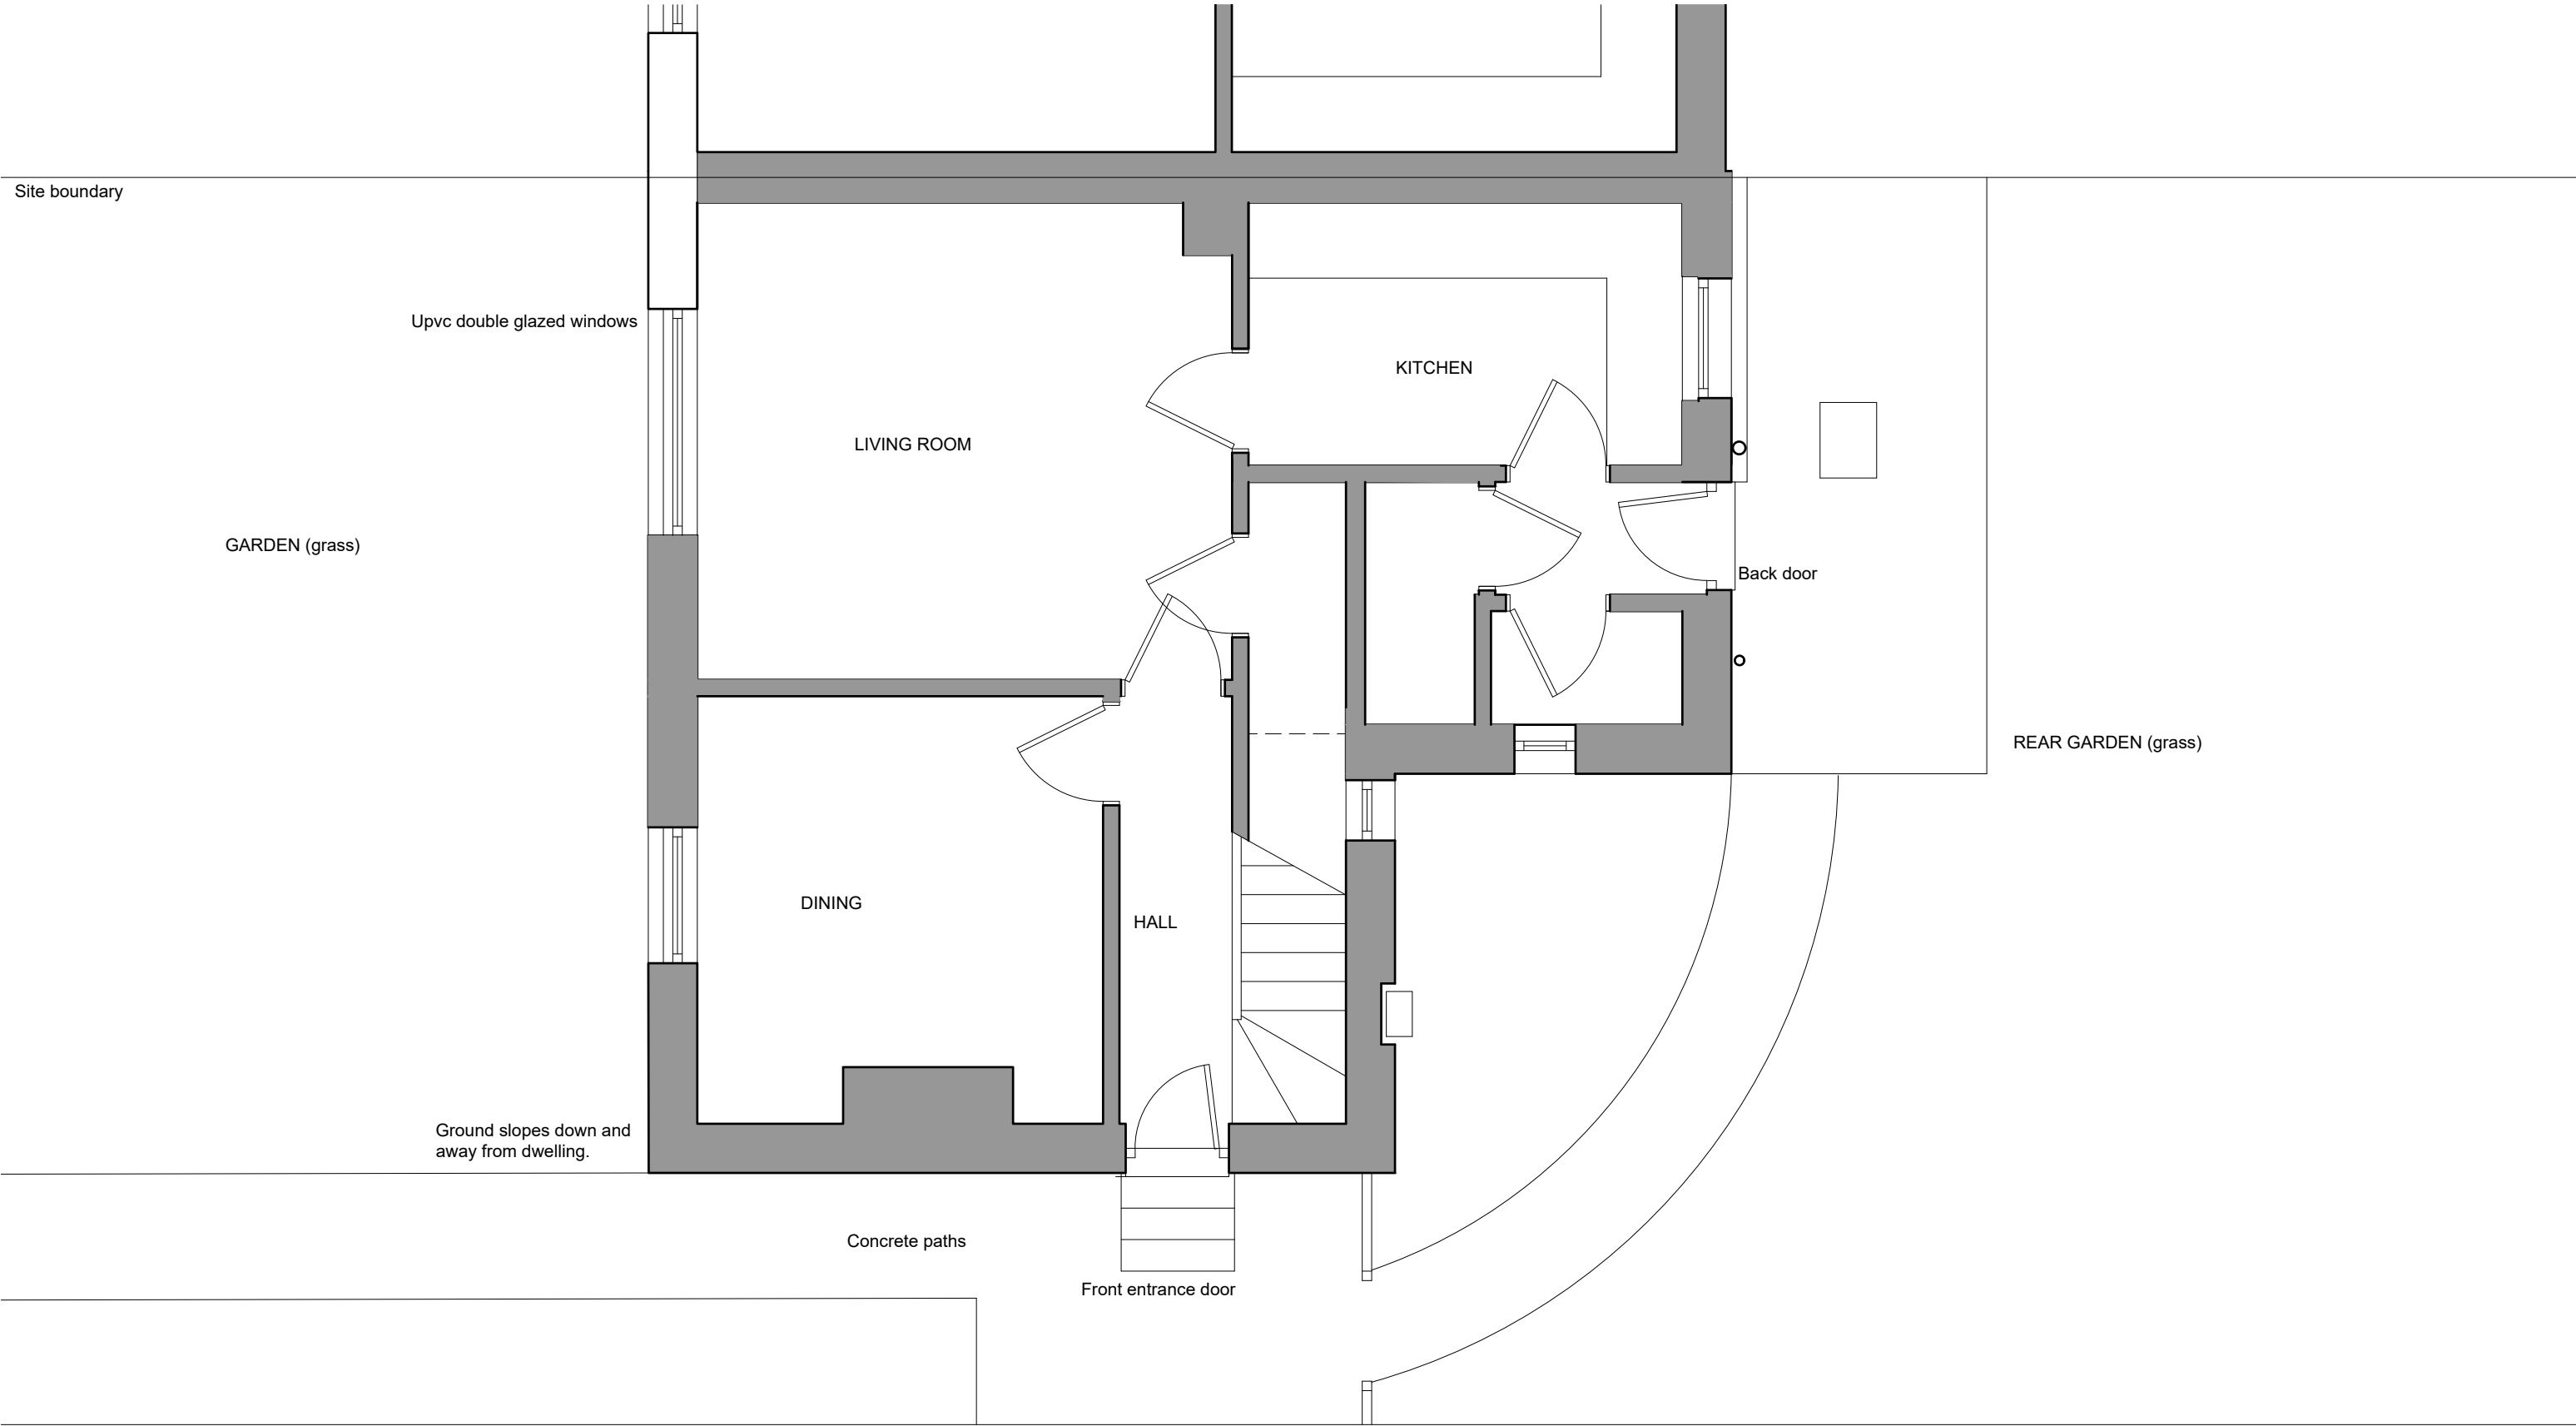 Site boundary
Upvc double glazed windows
KITCHEN
LIVING ROOM
GARDEN (grass)
Back door
REAR GARDEN (grass)
DINING
HALL
Ground slopes down and
away from dwelling.
Concrete paths
Front entrance door